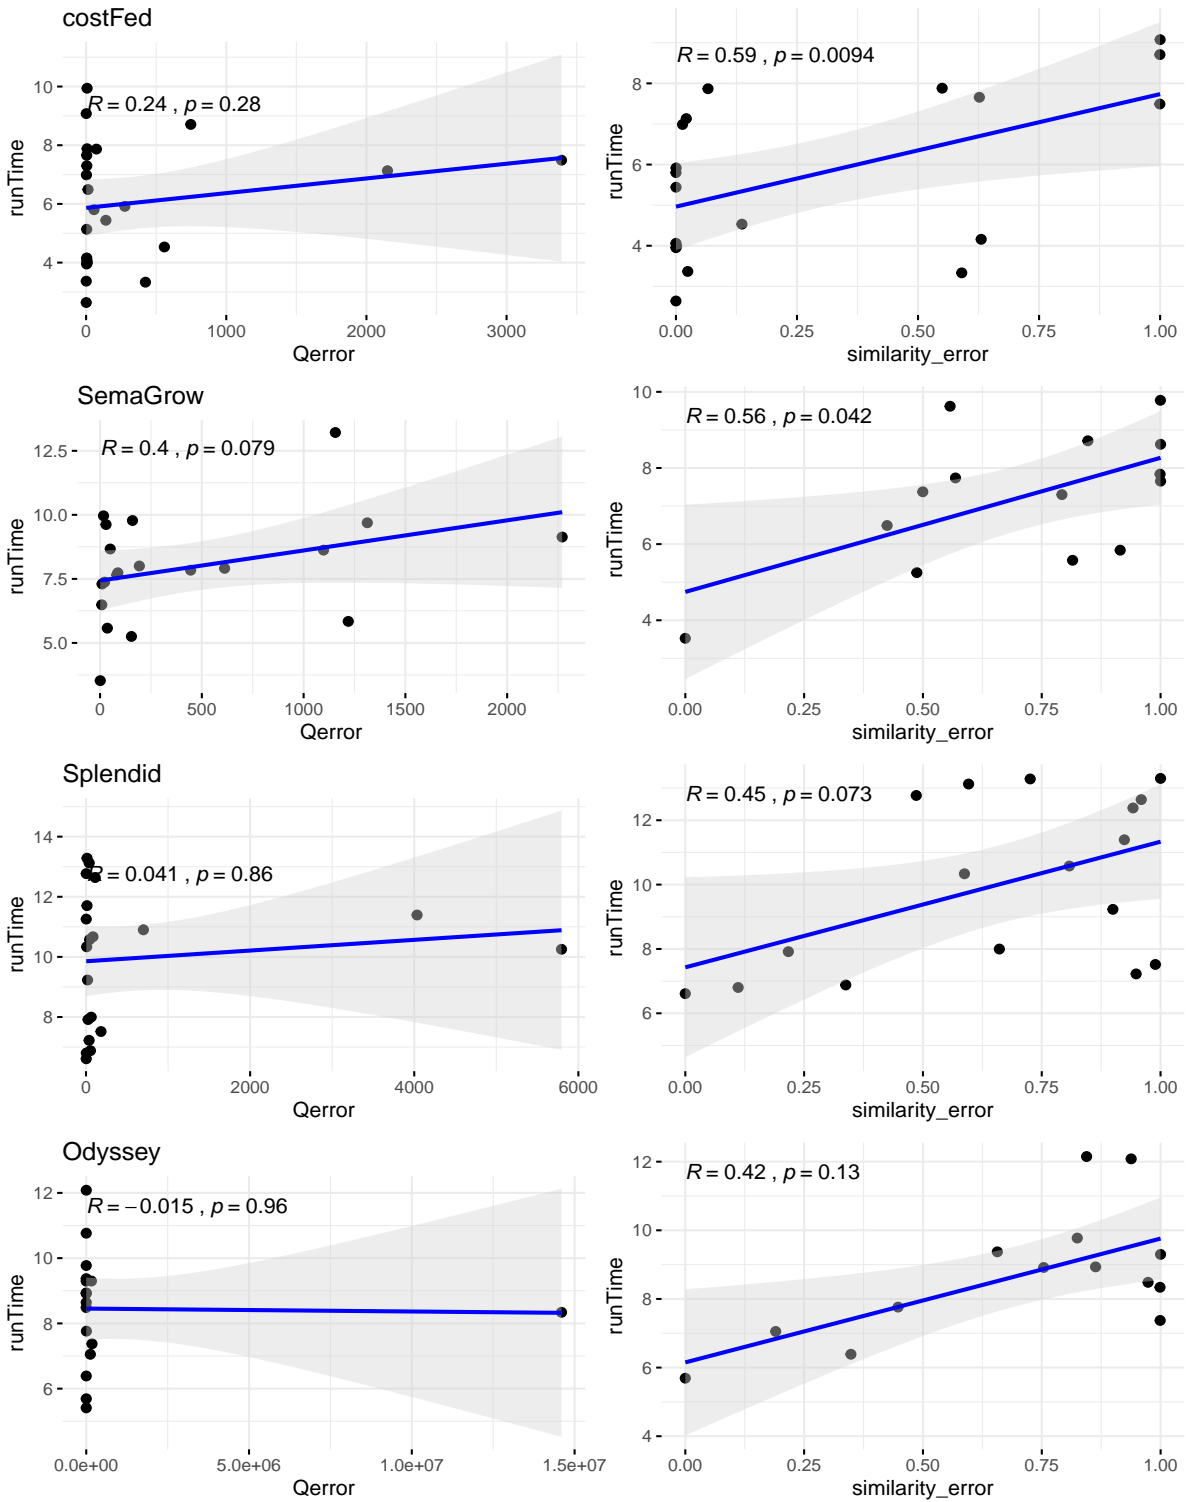 costFed
R = 0.24 , p = 0.28
10
8
6
4
runTime
0 1000 2000 3000
Qerror
R = 0.59 , p = 0.0094
8
6
4
runTime
0.00 0.25 0.50 0.75 1.00
similarity_error
SemaGrow
R = 0.4 , p = 0.079
12.5
10.0
7.5
5.0
runTime
0 500 1000 1500 2000
Qerror
R = 0.56 , p = 0.042
10
8
6
4
runTime
0.00 0.25 0.50 0.75 1.00
similarity_error
Splendid
R = 0.041 , p = 0.86
14
12
10
8
runTime
0 2000 4000 6000
Qerror
R = 0.45 , p = 0.073
12
10
8
6
runTime
0.00 0.25 0.50 0.75 1.00
similarity_error
Odyssey
R = −0.015 , p = 0.96
12
10
8
6
runTime
0.0e+00 5.0e+06 1.0e+07 1.5e+07
Qerror
R = 0.42 , p = 0.13
12
10
8
6
4
runTime
0.00 0.25 0.50 0.75 1.00
similarity_error